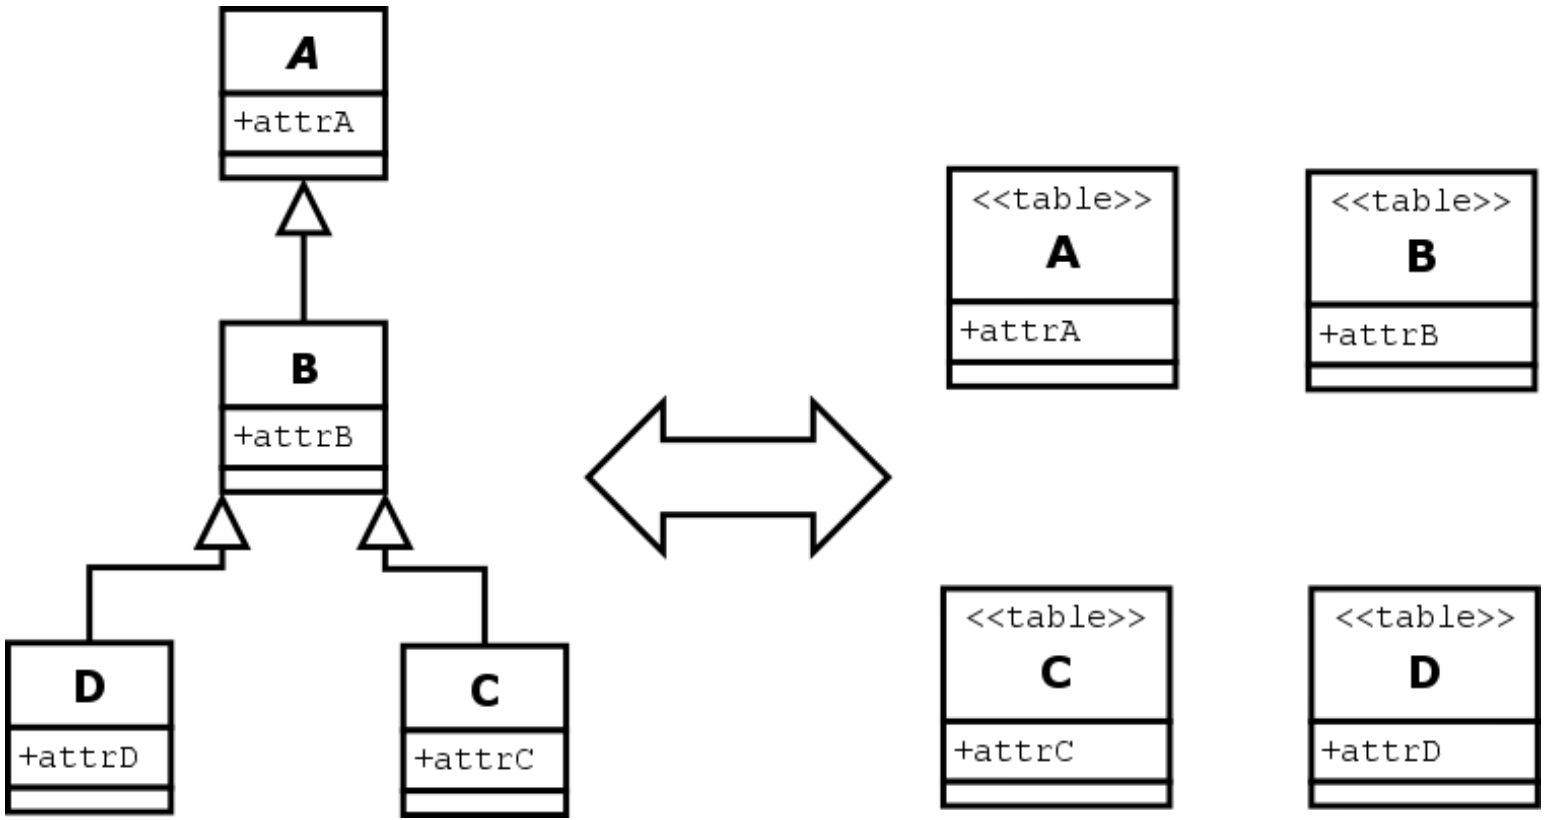 A
+attrA
B
+attrB
D
+attrD
C
+attrC
<<table>>
A
+attrA
<<table>>
B
+attrB
<<table>>
C
+attrC
<<table>>
D
+attrD